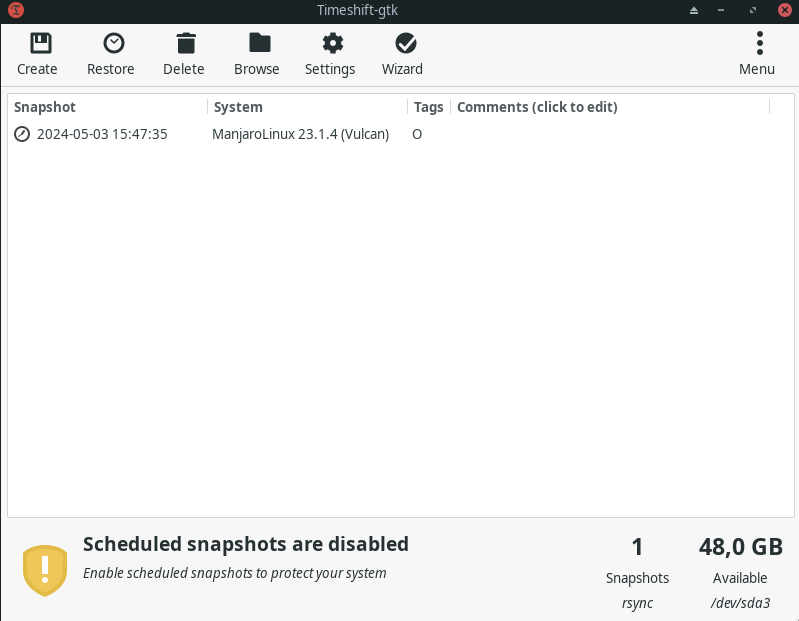 Timeshift-gtk
Create Restore Delete Browse Settings Wizard Menu
Snapshot System Tags Comments (click to edit)
2024-05-03 15:47:35 ManjaroLinux 23.1.4 (Vulcan) O
Scheduled snapshots are disabled
Enable scheduled snapshots to protect your system
1
Snapshots
rsync
48,0 GB
Available
/dev/sda3